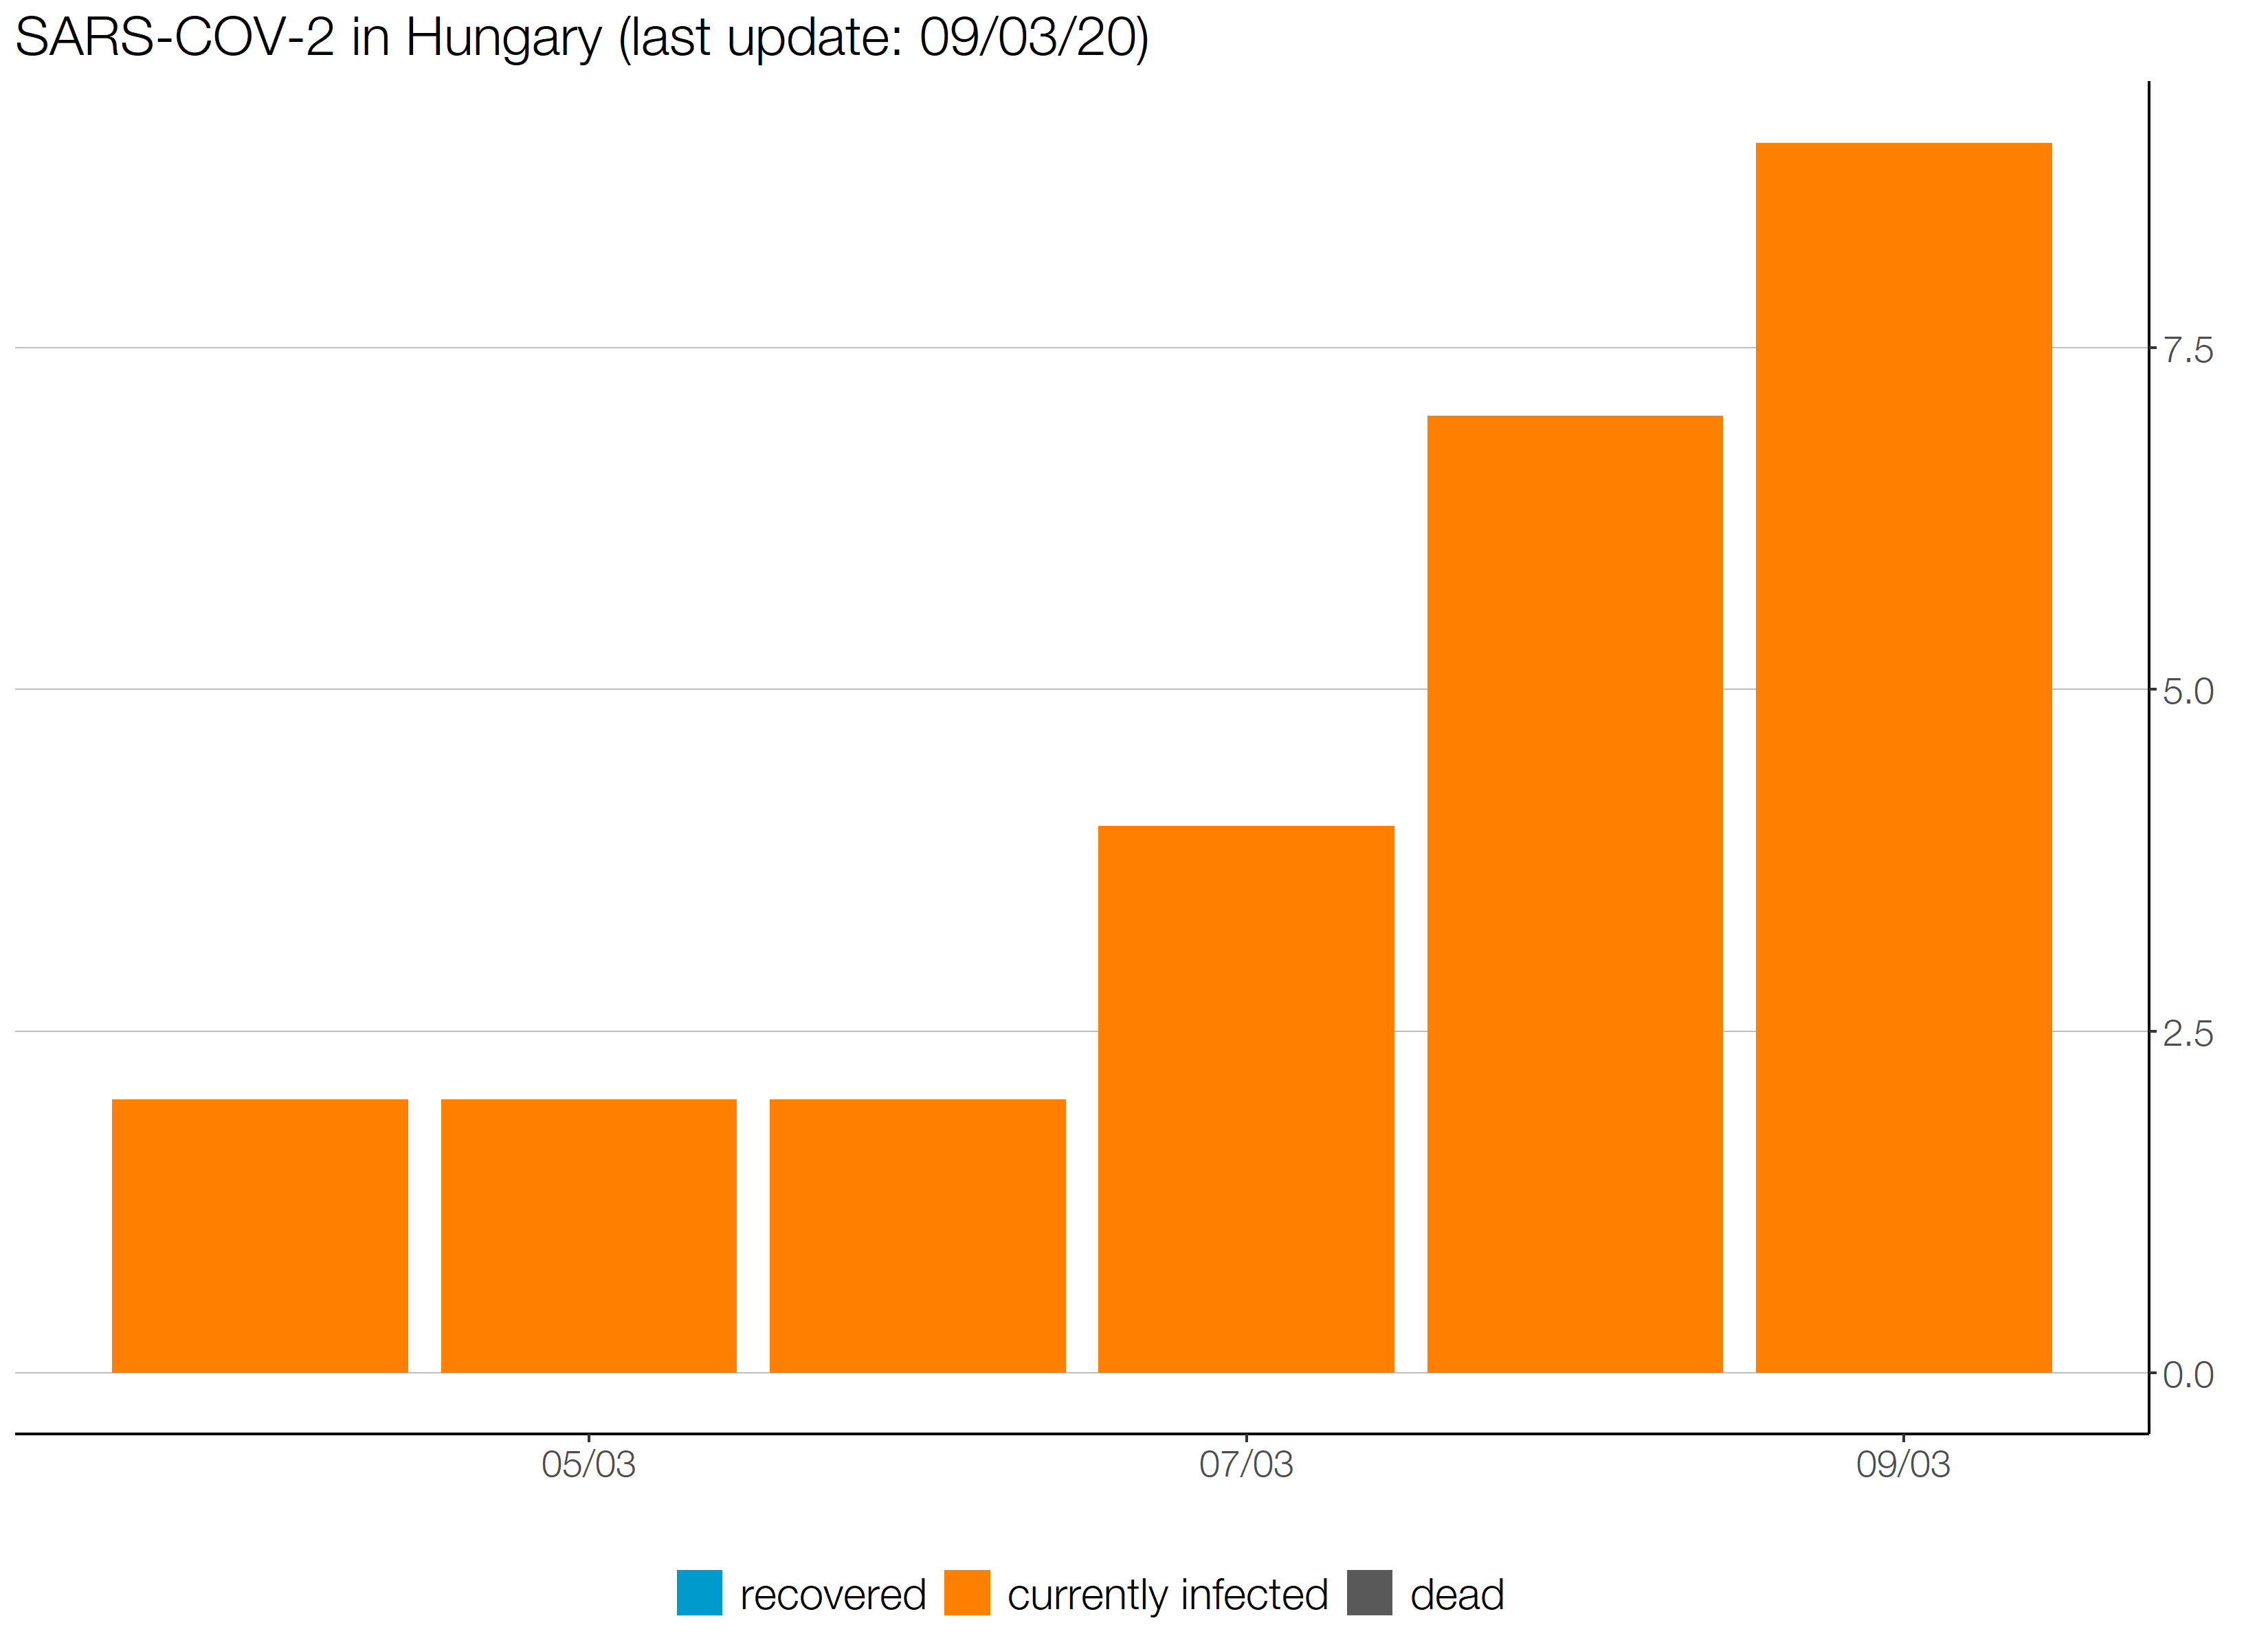 SARS-COV-2 in Hungary (last update: 09/03/20)
7.5
5.0
2.5
0.0
05/03 07/03 09/03
recovered currently infected dead